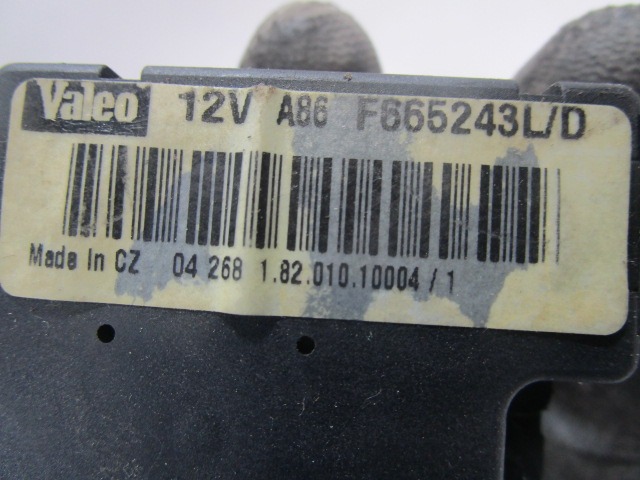 Valeo 12V A86 F665243L/D
Made In CZ 04 268 1.82.010.10004/1